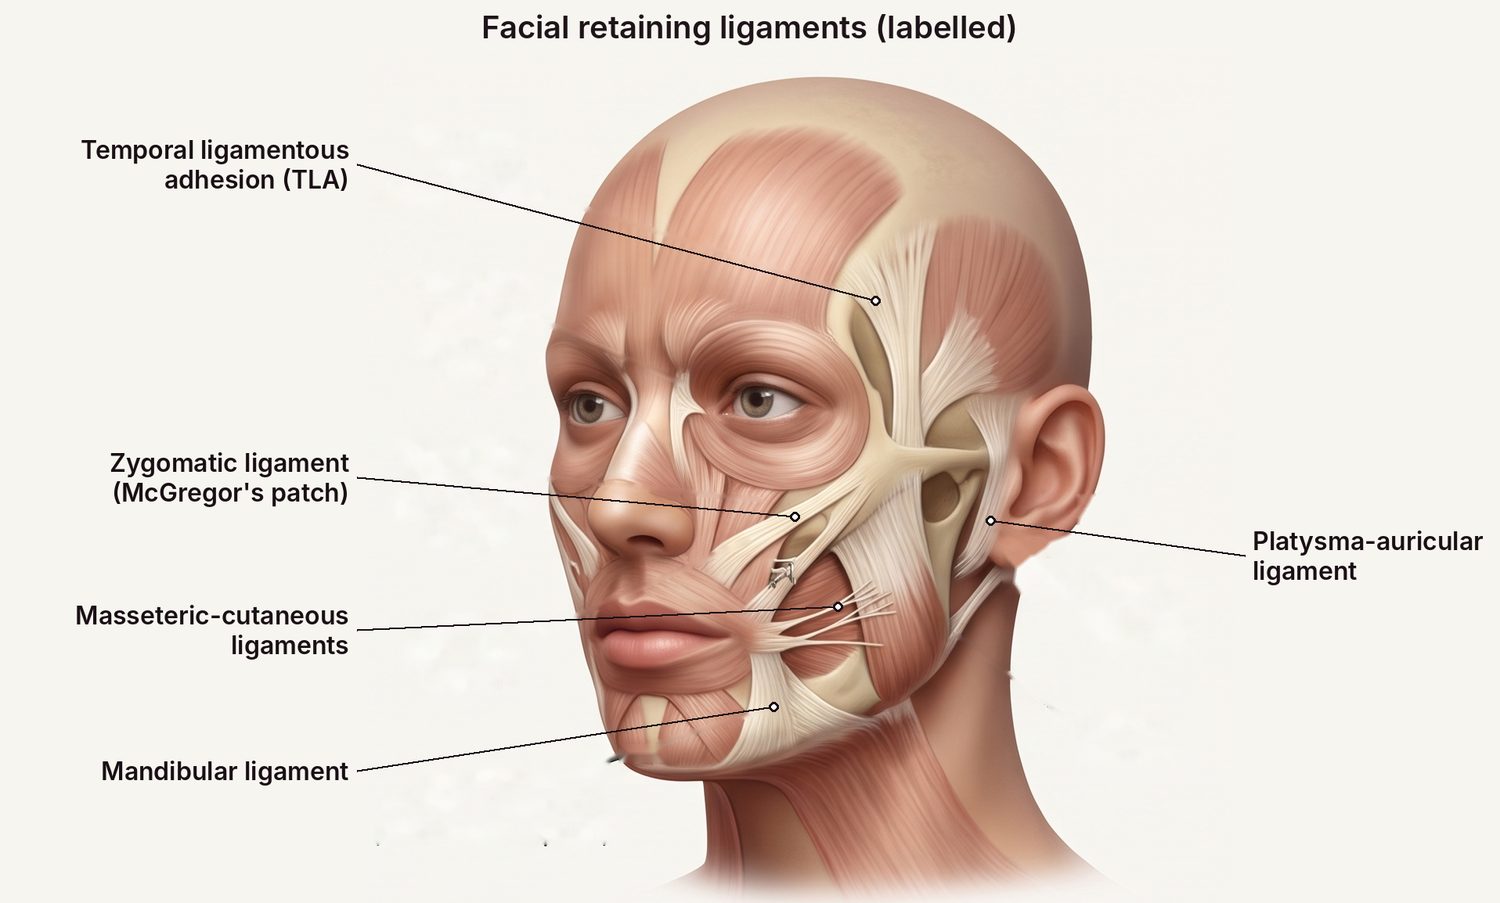 Facial retaining ligaments (labelled)
Temporal ligamentous
adhesion (TLA)
Zygomatic ligament
(McGregor's patch)
Platysma-auricular
ligament
Masseteric-cutaneous
ligaments
Mandibular ligament